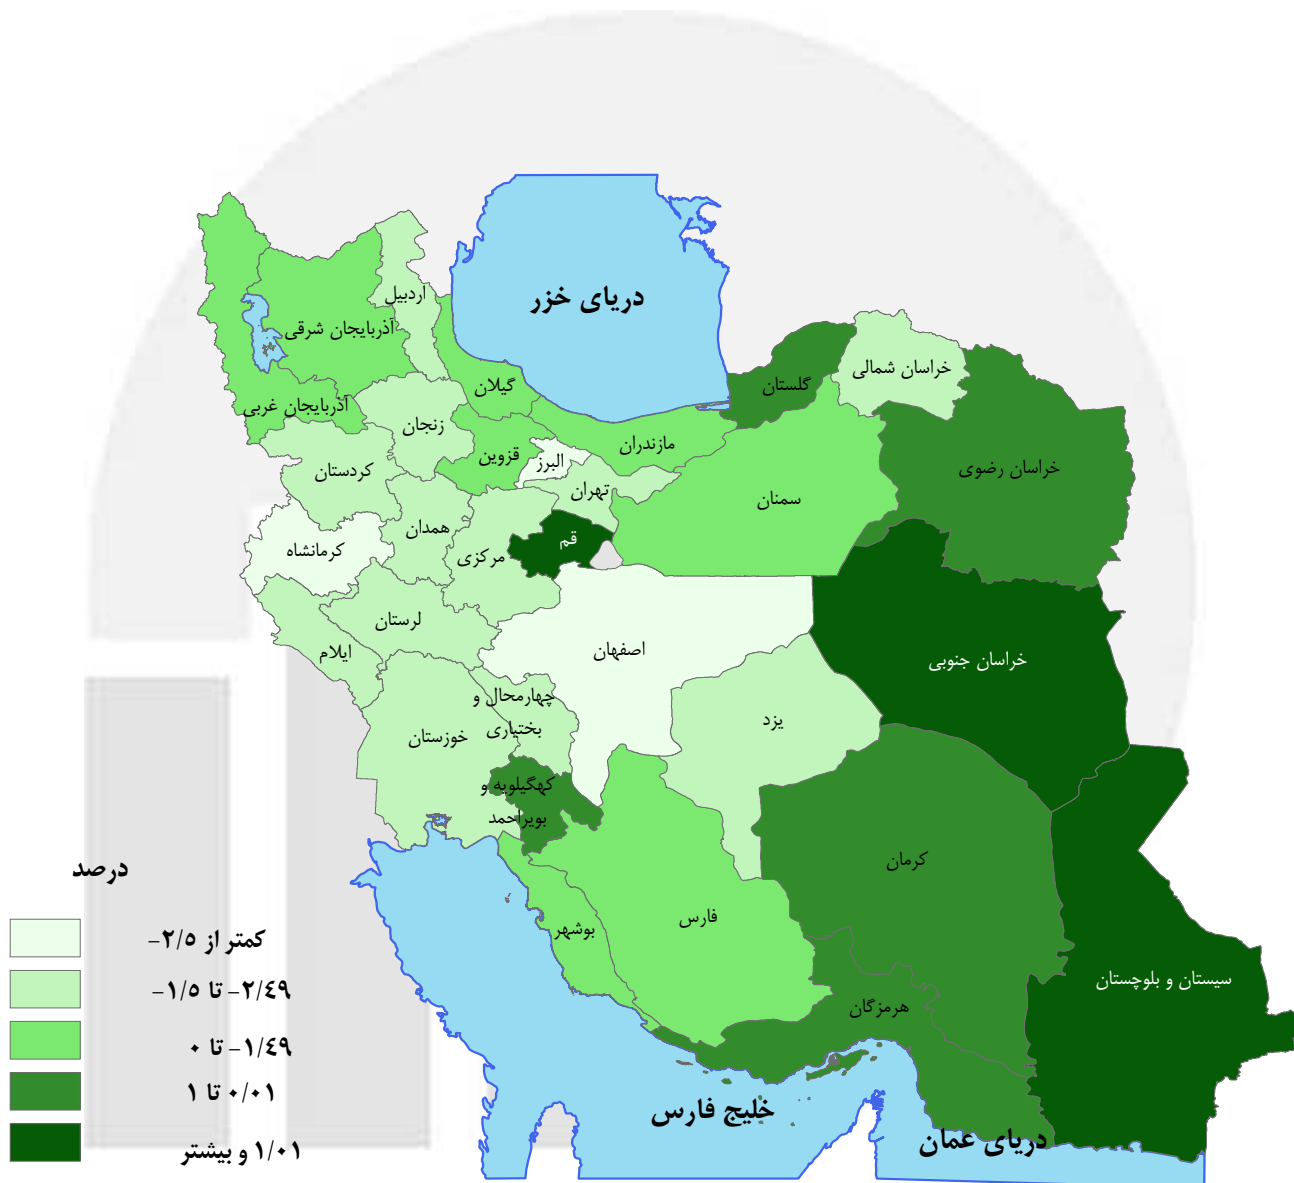 دریای خزر
اردبیل
آذربایجان شرقی
گیلان
آذربایجان غربی
زنجان
گلستان
خراسان شمالی
مازندران
قزوین
البرز
کردستان
تهران
سمنان
خراسان رضوی
همدان
قم
کرمانشاه
مرکزی
لرستان
ایلام
اصفهان
خراسان جنوبی
چهارمحال و
بختیاری
خوزستان
یزد
کهگیلویه و
بویراحمد
کرمان
فارس
بوشهر
هرمزگان
سیستان و بلوچستان
خلیج فارس
دریای عمان
درصد
کمتر از ۲/۵-
۲/٤۹- تا ۱/۵-
۱/٤۹- تا ۰
۰/۰۱ تا ۱
۱/۰۱ و بیشتر